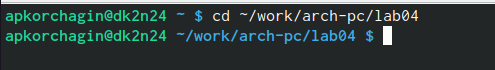 apkorchagin@dk2n24 ~ $ cd ~/work/arch-pc/lab04
apkorchagin@dk2n24 ~/work/arch-pc/lab04 $